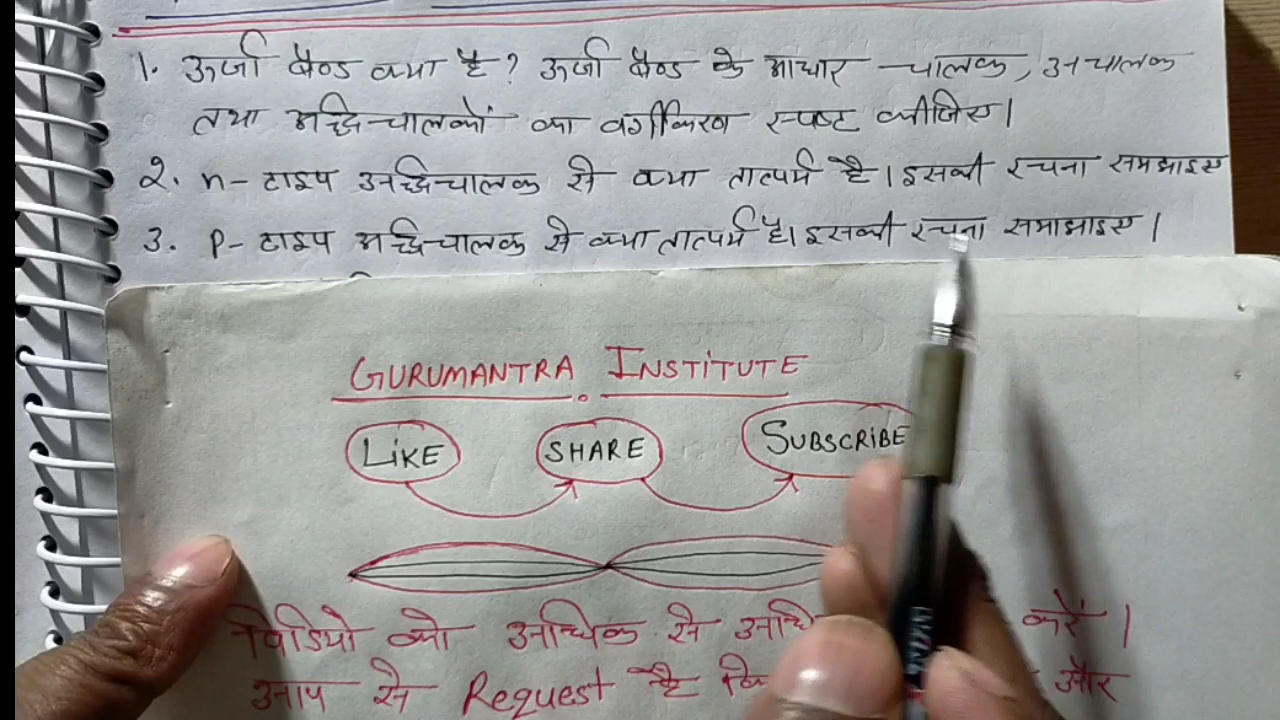 1. ऊर्जा बैण्ड क्या है? ऊर्जा बैण्ड के आधार चालक, अचालक
तथा अर्द्धचालकों का वर्गीकरण स्पष्ट कीजिए।
2. n-टाइप अर्द्धचालक से क्या तात्पर्य है। इसकी रचना समझाइए
3. p-टाइप अर्द्धचालक से क्या तात्पर्य है। इसकी रचना समाझाइए।
GURUMANTRA INSTITUTE
LIKE SHARE SUBSCRIBE
विडियो को अधिक से करें।
आप से Request है और